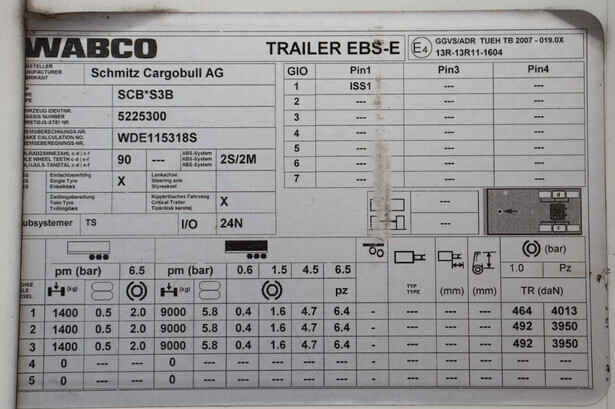 WABCO TRAILER EBS-E E4 GGVS/ADR TUEH TB 2007 - 019.0X
13R-13R11-1604
Schmitz Cargobull AG
SCB*S3B
5225300
WDE115318S
90 --- ABS-System ABS-System 2S/2M
Einfachbereifung Single Tyre Enkeltdæk X Lenkachse Steering axle Styreaksel ---
Zwillingsbereifung Twin Tyre Tvillingdæk --- Kippkritisches Fahrzeug Critical Trailer Kipkritisk køretøj X
TS I/O 24N
GIO Pin1 Pin3 Pin4
1 ISS1 --- ---
2 --- --- ---
3 --- --- ---
4 --- --- ---
5 --- --- ---
6 --- --- ---
7 --- --- ---
---
---
d
c
pm (bar) 6.5 pm (bar) 0.6 1.5 4.5 6.5 (bar)
1.0 Pz
(kg) (kg) pz TYP TYPE (mm) (mm) TR (daN)
1 1400 0.5 2.0 9000 5.8 0.4 1.6 4.7 6.4 - --- --- --- 464 4013
2 1400 0.5 2.0 9000 5.8 0.4 1.6 4.7 6.4 - --- --- --- 492 3950
3 1400 0.5 2.0 9000 5.8 0.4 1.6 4.7 6.4 - --- --- --- 492 3950
4 0 --- --- 0 --- --- --- --- --- - --- --- --- --- ---
5 0 --- --- 0 --- --- --- --- --- - --- --- --- --- ---